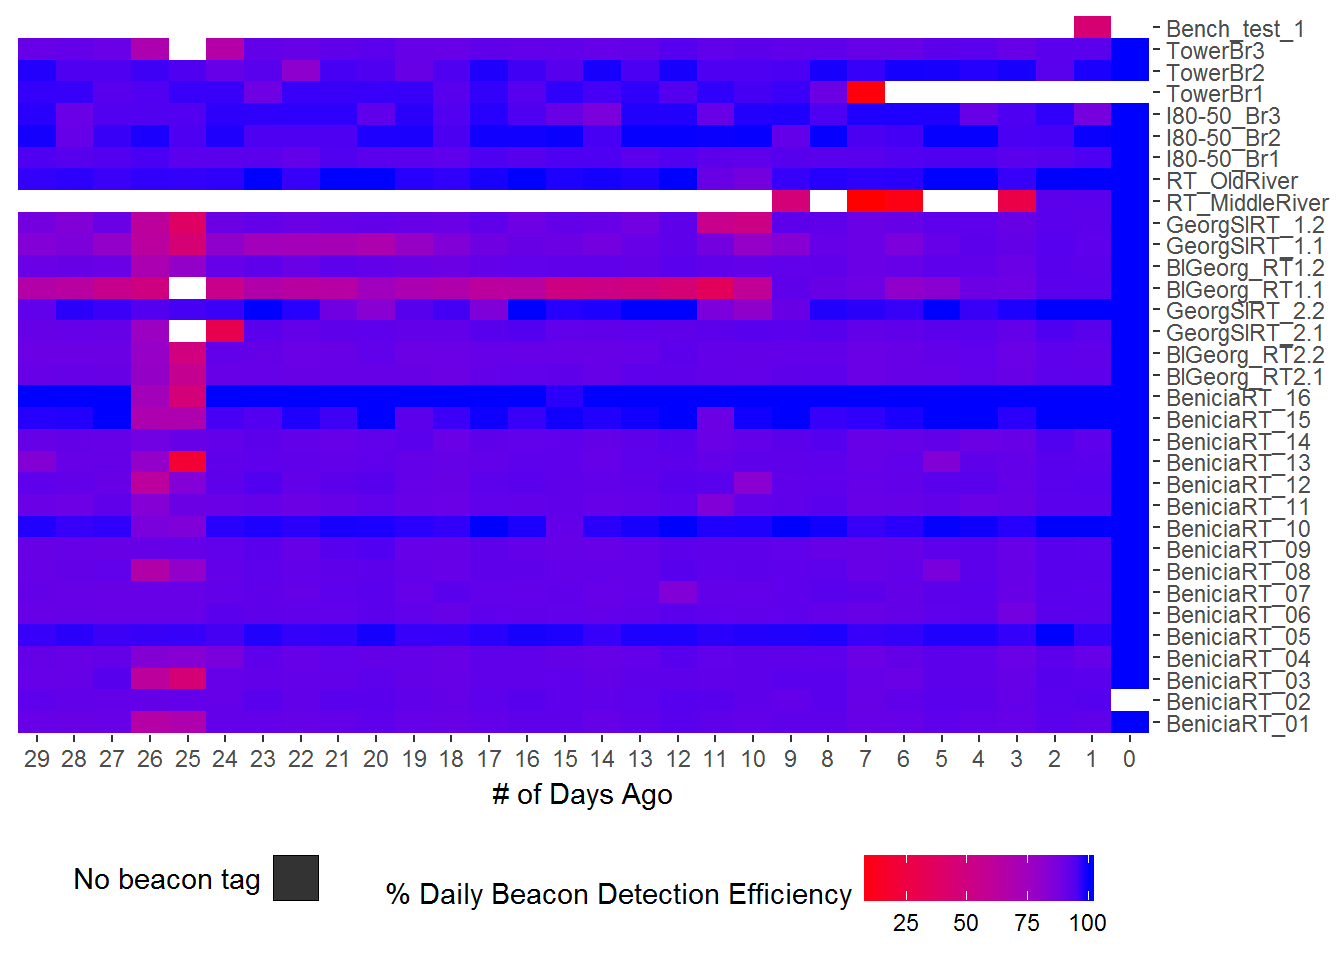 Bench_test_1
TowerBr3
TowerBr2
TowerBr1
I80-50_Br3
I80-50_Br2
I80-50_Br1
RT_OldRiver
RT_MiddleRiver
GeorgSlRT_1.2
GeorgSlRT_1.1
BlGeorg_RT1.2
BlGeorg_RT1.1
GeorgSlRT_2.2
GeorgSlRT_2.1
BlGeorg_RT2.2
BlGeorg_RT2.1
BeniciaRT_16
BeniciaRT_15
BeniciaRT_14
BeniciaRT_13
BeniciaRT_12
BeniciaRT_11
BeniciaRT_10
BeniciaRT_09
BeniciaRT_08
BeniciaRT_07
BeniciaRT_06
BeniciaRT_05
BeniciaRT_04
BeniciaRT_03
BeniciaRT_02
BeniciaRT_01
29 28 27 26 25 24 23 22 21 20 19 18 17 16 15 14 13 12 11 10 9 8 7 6 5 4 3 2 1 0
# of Days Ago
No beacon tag
% Daily Beacon Detection Efficiency
25 50 75 100